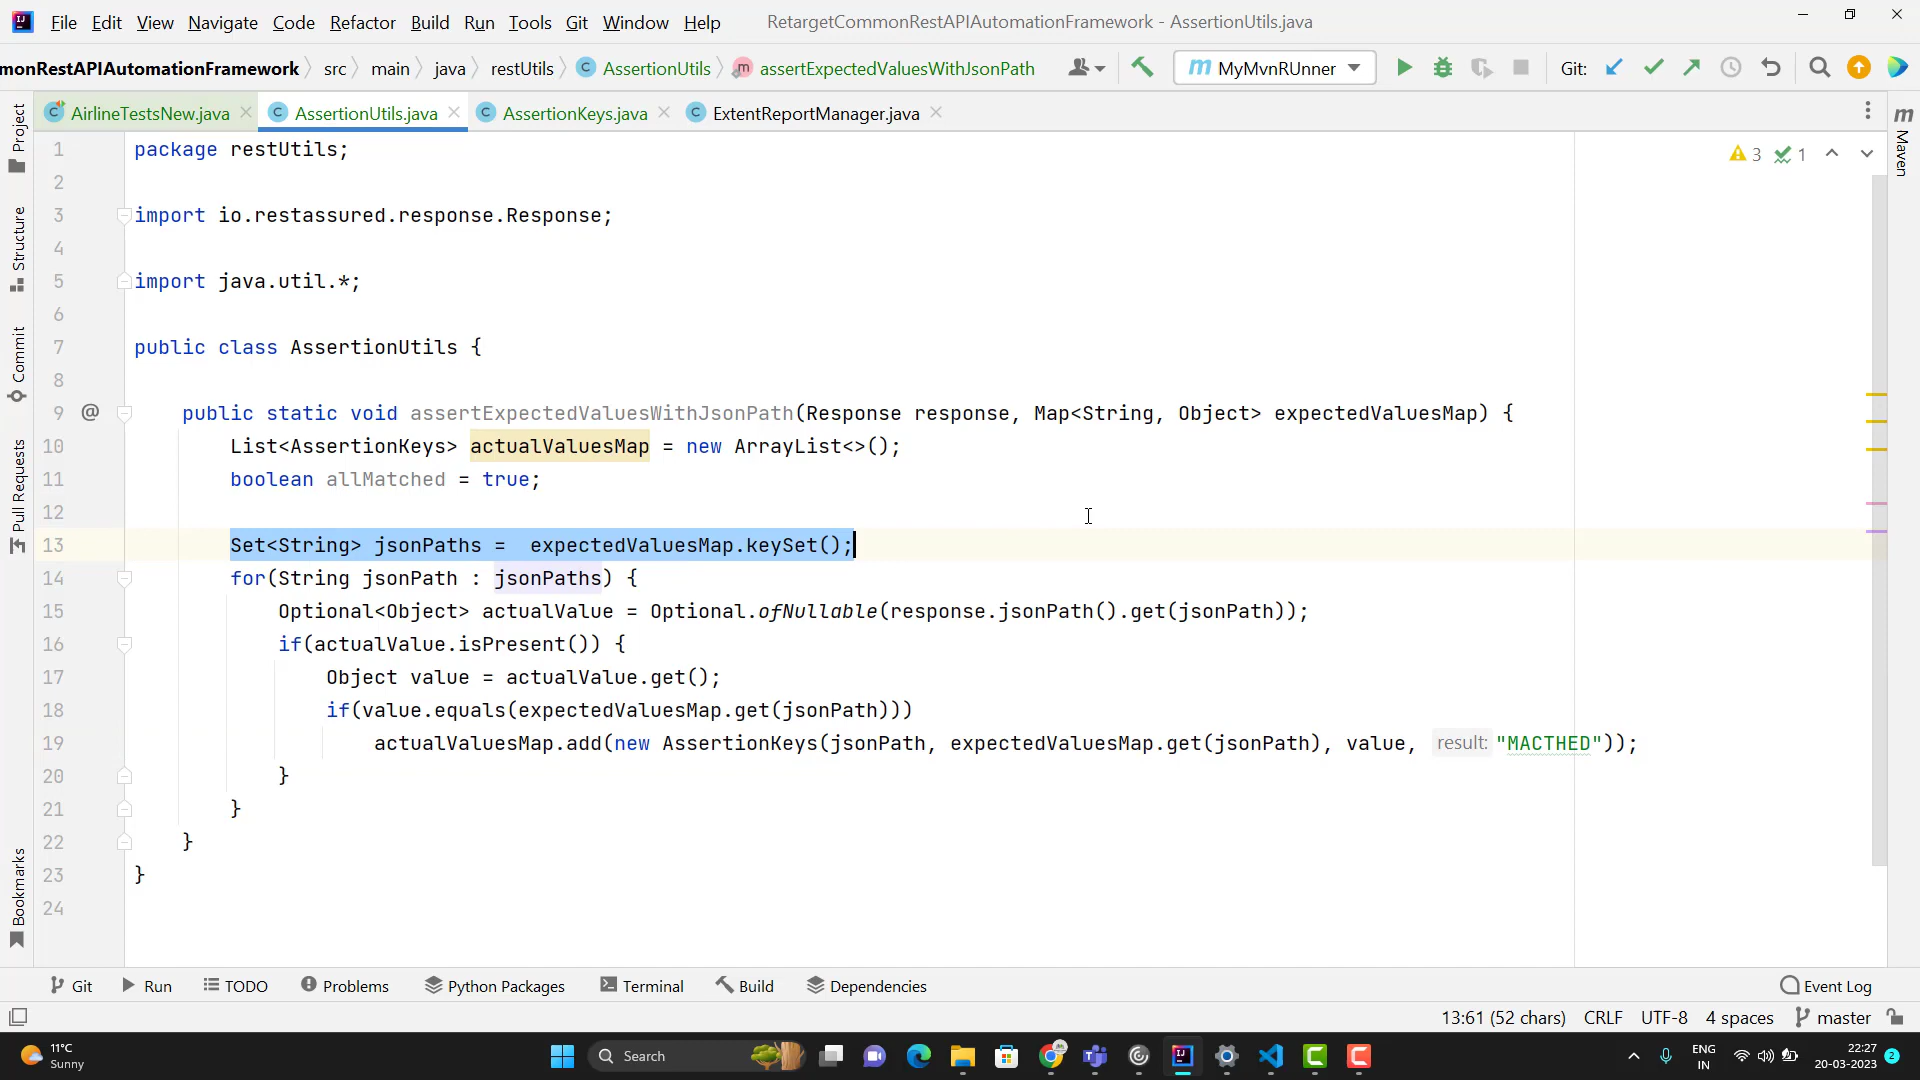 File Edit View Navigate Code Refactor Build Run Tools Git Window Help RetargetCommonRestAPIAutomationFramework - AssertionUtils.java
monRestAPIAutomationFramework src main java restUtils AssertionUtils assertExpectedValuesWithJsonPath MyMvnRUnner Git:
AirlineTestsNew.java AssertionUtils.java AssertionKeys.java ExtentReportManager.java
Project
Structure
Commit
Pull Requests
Bookmarks
Maven
3 1
1 package restUtils;
2
3 import io.restassured.response.Response;
4
5 import java.util.*;
6
7 public class AssertionUtils {
8
9 @ public static void assertExpectedValuesWithJsonPath(Response response, Map<String, Object> expectedValuesMap) {
10 List<AssertionKeys> actualValuesMap = new ArrayList<>();
11 boolean allMatched = true;
12
13 Set<String> jsonPaths =  expectedValuesMap.keySet();
14 for(String jsonPath : jsonPaths) {
15 Optional<Object> actualValue = Optional.ofNullable(response.jsonPath().get(jsonPath));
16 if(actualValue.isPresent()) {
17 Object value = actualValue.get();
18 if(value.equals(expectedValuesMap.get(jsonPath)))
19 actualValuesMap.add(new AssertionKeys(jsonPath, expectedValuesMap.get(jsonPath), value, result: "MACTHED"));
20 }
21 }
22 }
23 }
24
Git Run TODO Problems Python Packages Terminal Build Dependencies Event Log
13:61 (52 chars) CRLF UTF-8 4 spaces master
11°C
Sunny
Search
ENG
IN
22:27
20-03-2023
2